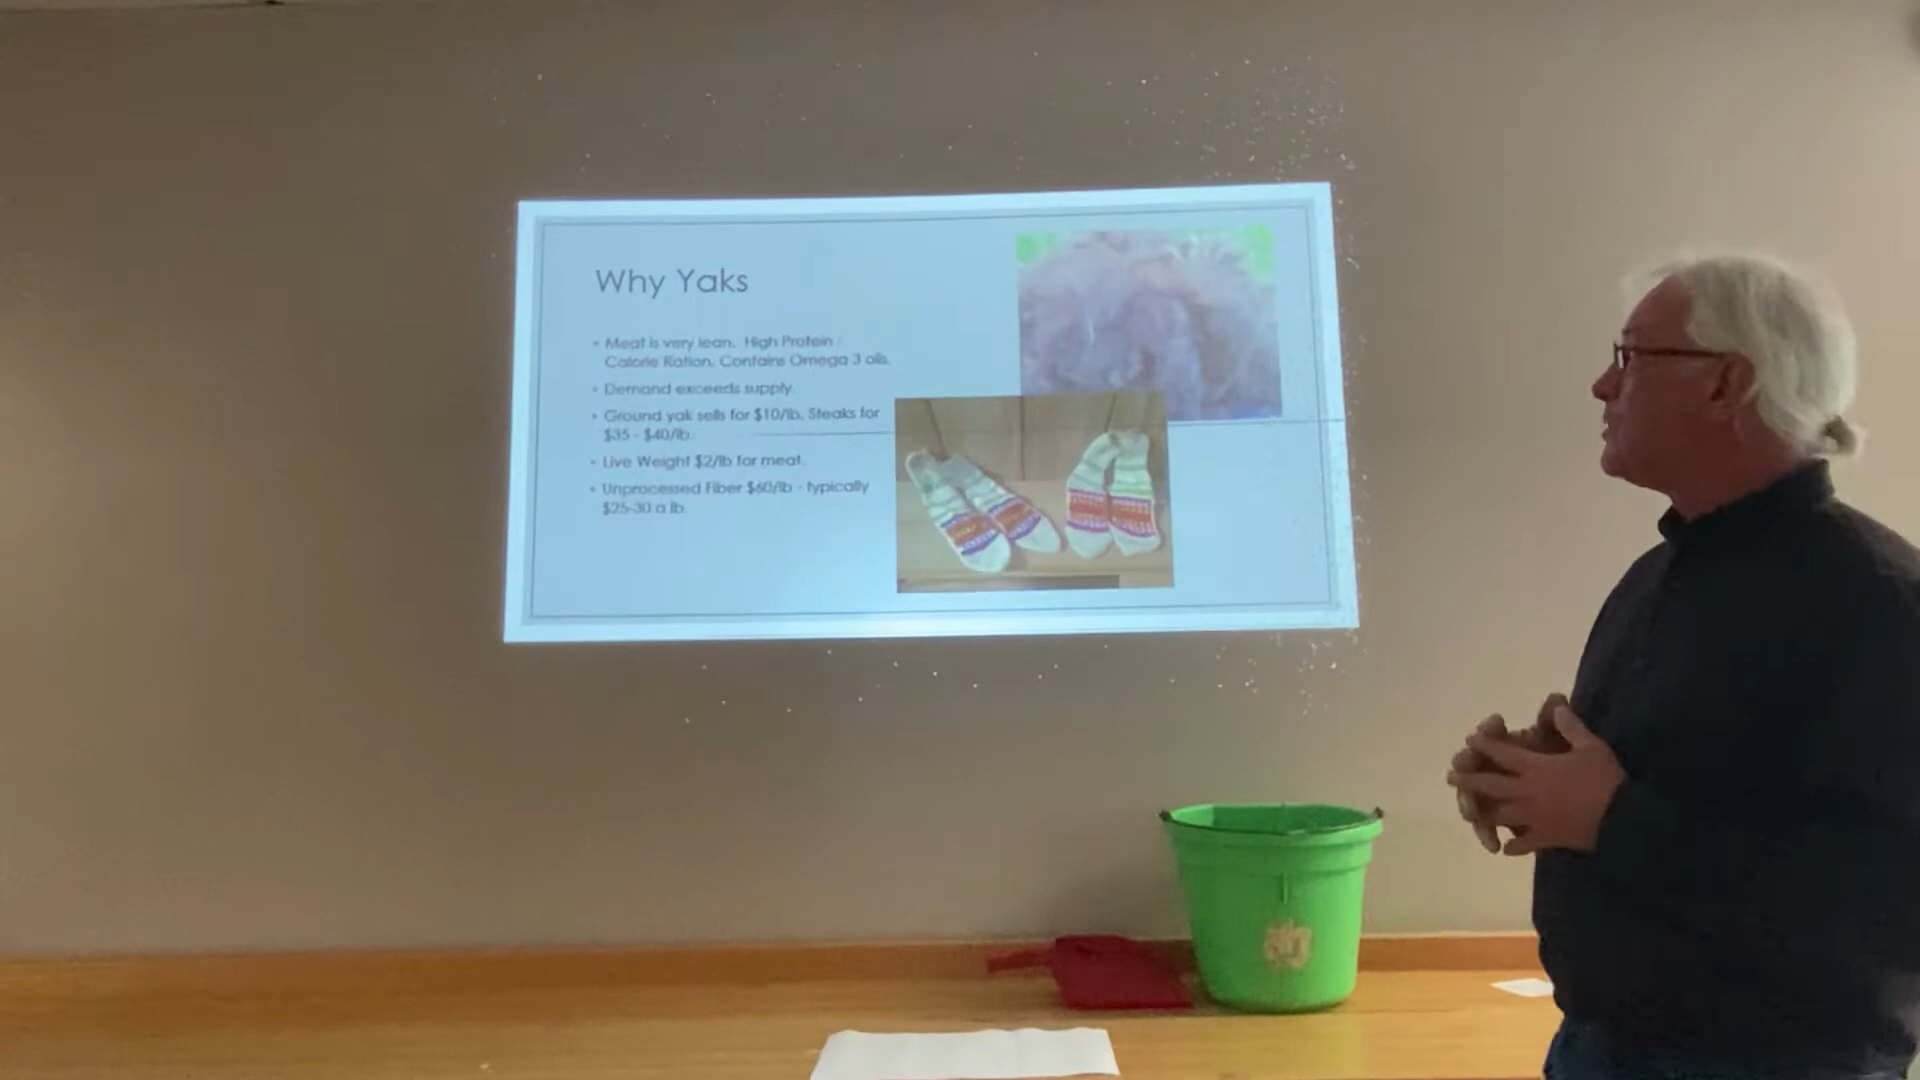 Why Yaks
• Meat is very lean. High Protein :
Calorie Ration. Contains Omega 3 oils.
• Demand exceeds supply.
• Ground yak sells for $10/lb. Steaks for
$35 - $40/lb.
• Live Weight $2/lb for meat.
• Unprocessed Fiber $60/lb - typically
$25-30 a lb.